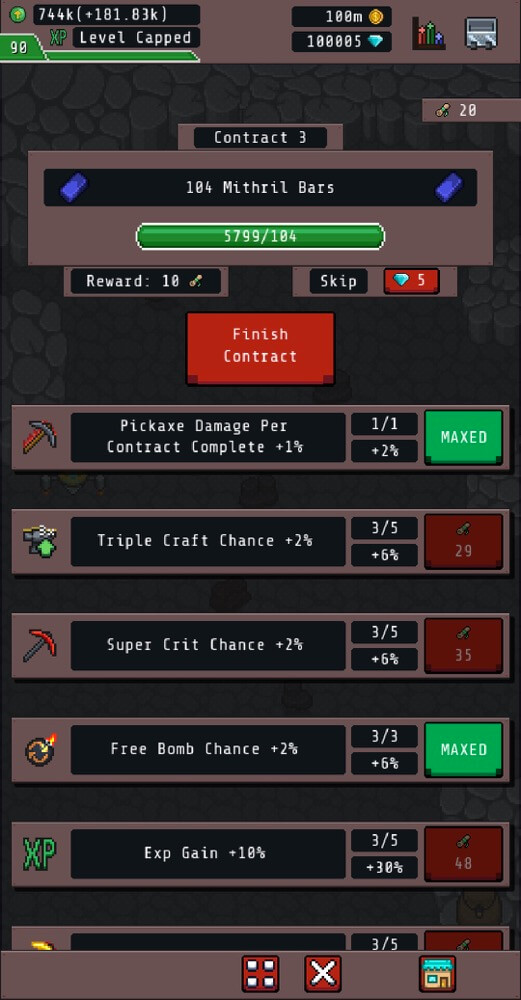 744k(+181.83k)
100m
XP Level Capped
100005
90
20
Contract 3
104 Mithril Bars
5799/104
Reward: 10
Skip
5
Finish
Contract
Pickaxe Damage Per
Contract Complete +1%
1/1
+2%
MAXED
Triple Craft Chance +2%
3/5
+6%
29
Super Crit Chance +2%
3/5
+6%
35
Free Bomb Chance +2%
3/3
+6%
MAXED
XP
Exp Gain +10%
3/5
+30%
48
3/5